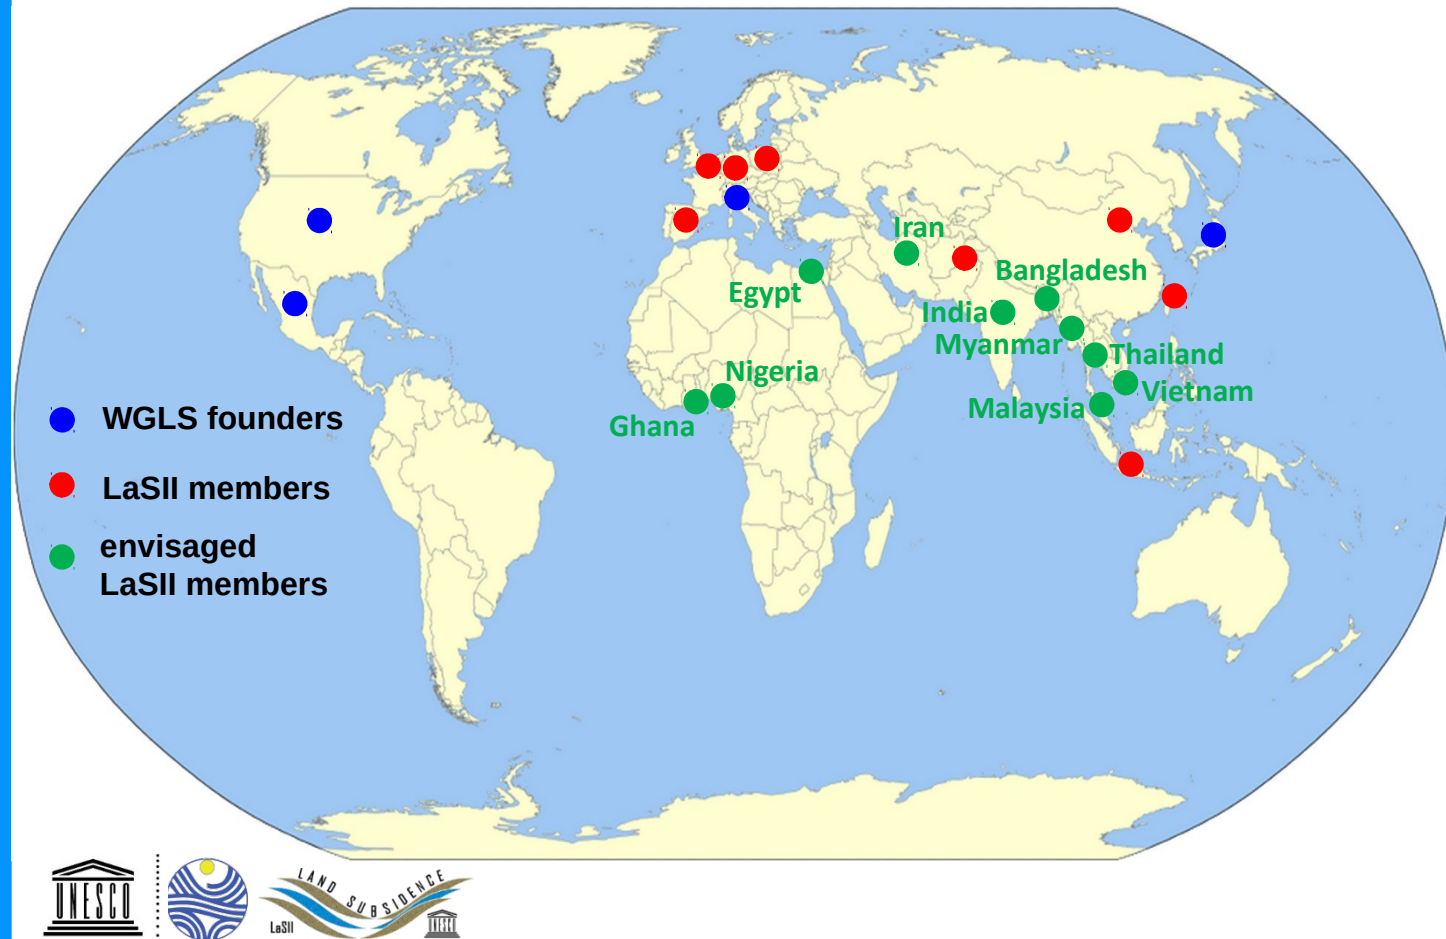 Iran
Bangladesh
Egypt
India
Myanmar
Thailand
Nigeria
Vietnam
Malaysia
Ghana
WGLS founders
LaSII members
envisaged
LaSII members
UNESCO
LAND SUBSIDENCE
LaSII
UNESCO